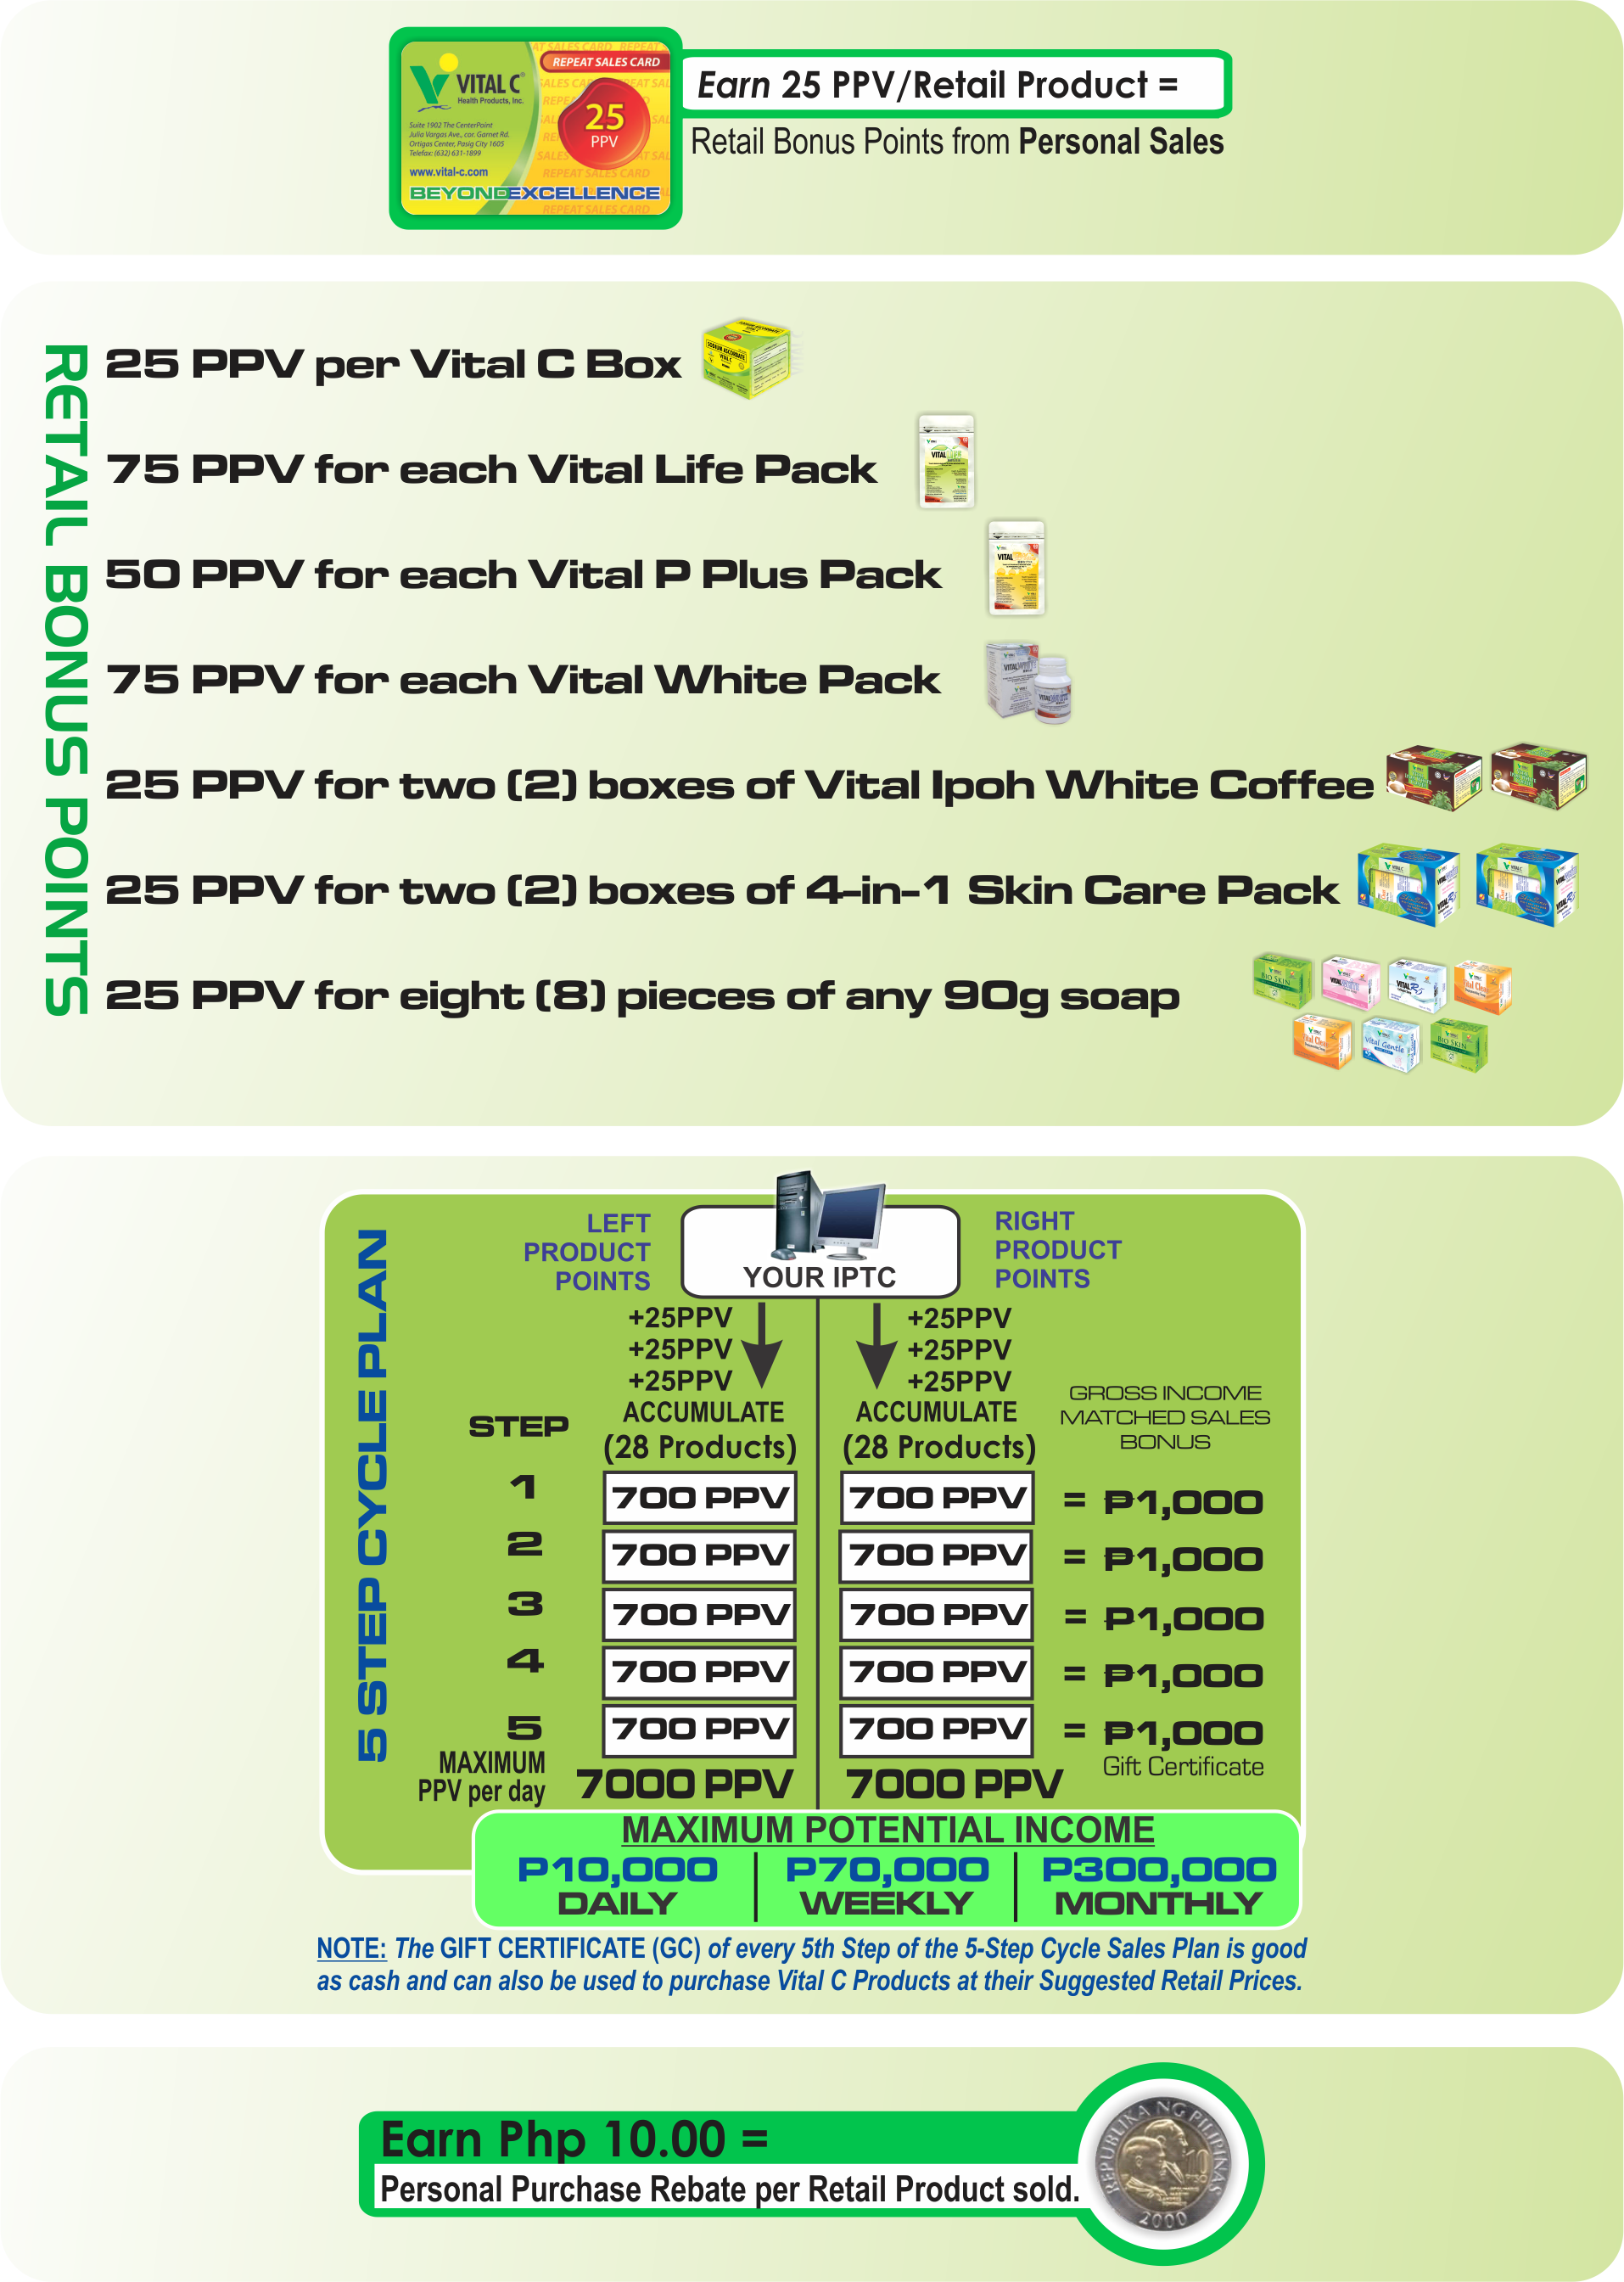 REPEAT SALES CARD
VITAL C
Health Products, Inc.
Suite 1902 The CenterPoint
Julia Vargas Ave., cor. Garnet Rd.
Ortigas Center, Pasig City 1605
Telefax: (632) 631-1899
www.vital-c.com
25
PPV
BEYONDEXCELLENCE
Earn 25 PPV/Retail Product =
Retail Bonus Points from Personal Sales
RETAIL BONUS POINTS
25 PPV per Vital C Box
75 PPV for each Vital Life Pack
50 PPV for each Vital P Plus Pack
75 PPV for each Vital White Pack
25 PPV for two (2) boxes of Vital Ipoh White Coffee
25 PPV for two (2) boxes of 4-in-1 Skin Care Pack
25 PPV for eight (8) pieces of any 90g soap
5 STEP CYCLE PLAN
LEFT
PRODUCT
POINTS
YOUR IPTC
RIGHT
PRODUCT
POINTS
+25PPV +25PPV
+25PPV +25PPV
+25PPV +25PPV
ACCUMULATE ACCUMULATE
(28 Products) (28 Products)
STEP
GROSS INCOME
MATCHED SALES
BONUS
1 700 PPV 700 PPV = ₱1,000
2 700 PPV 700 PPV = ₱1,000
3 700 PPV 700 PPV = ₱1,000
4 700 PPV 700 PPV = ₱1,000
5 700 PPV 700 PPV = ₱1,000
Gift Certificate
MAXIMUM
PPV per day 7000 PPV 7000 PPV
MAXIMUM POTENTIAL INCOME
P10,000 P70,000 P300,000
DAILY WEEKLY MONTHLY
NOTE: The GIFT CERTIFICATE (GC) of every 5th Step of the 5-Step Cycle Sales Plan is good
as cash and can also be used to purchase Vital C Products at their Suggested Retail Prices.
Earn Php 10.00 =
Personal Purchase Rebate per Retail Product sold.
REPUBLIKA NG PILIPINAS
10
PISO
2000